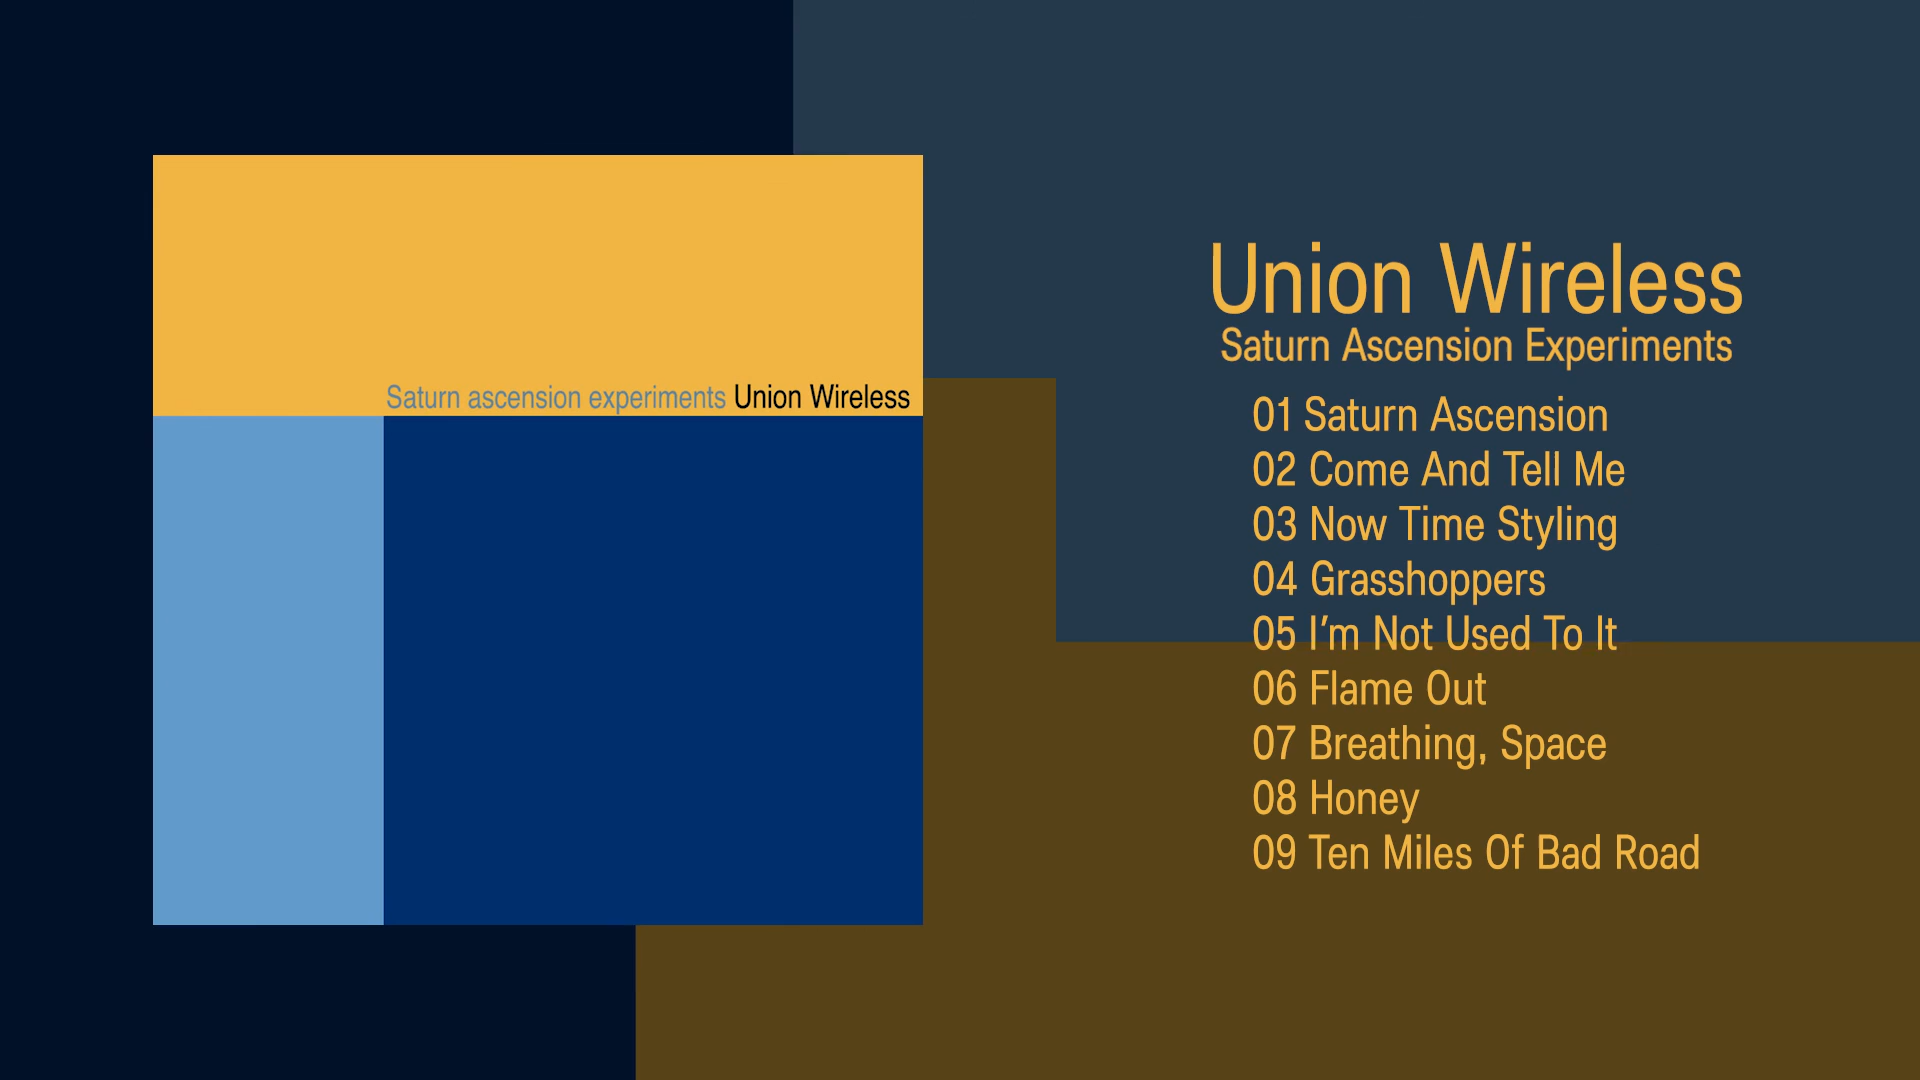 Saturn ascension experiments Union Wireless
Union Wireless
Saturn Ascension Experiments
01 Saturn Ascension
02 Come And Tell Me
03 Now Time Styling
04 Grasshoppers
05 I’m Not Used To It
06 Flame Out
07 Breathing, Space
08 Honey
09 Ten Miles Of Bad Road